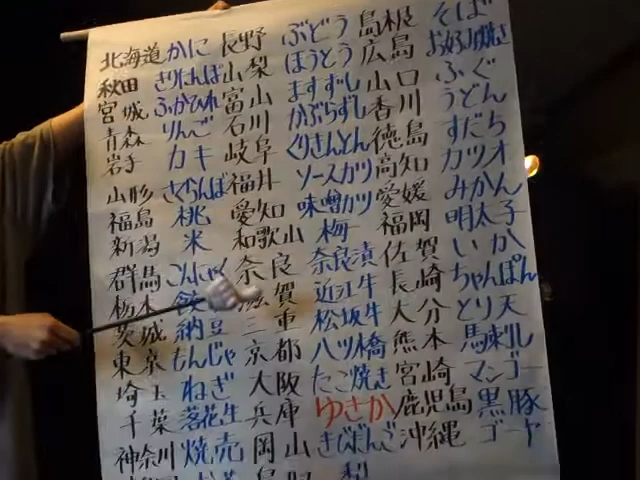 北海道 かに
秋田 きりたんぽ
宮城 ふかひれ
青森 りんご
岩手 カキ
山形 さくらんぼ
福島 桃
新潟 米
群馬 こんにゃく
栃木
茨城 納豆
東京 もんじゃ
埼玉 ねぎ
千葉 落花生
神奈川 焼売
長野 ぶどう
山梨 ほうとう
富山 ますずし
石川 かぶらずし
岐阜 くりきんとん
福井 ソースカツ
愛知 味噌カツ
和歌山 梅
奈良 奈良漬
滋賀 近江牛
三重 松坂牛
京都 八ツ橋
大阪 たこ焼き
兵庫 ゆさか
岡山 きびだんご
鳥取 梨
島根 そば
広島 お好み焼き
山口 ふぐ
香川 うどん
徳島 すだち
高知 カツオ
愛媛 みかん
福岡 明太子
佐賀 いか
長崎 ちゃんぽん
大分 とり天
熊本 馬刺し
宮崎 マンゴー
鹿児島 黒豚
沖縄 ゴーヤ